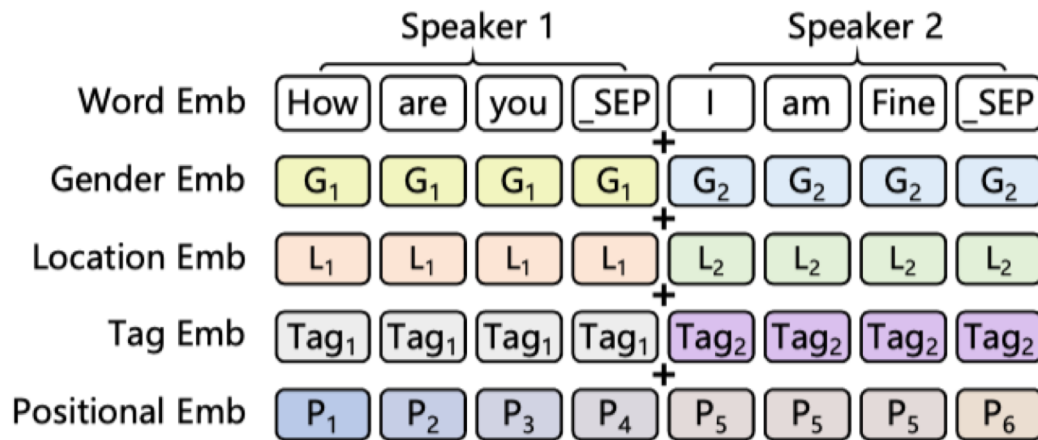 Speaker 1 Speaker 2
Word Emb How are you _SEP I am Fine _SEP
+
Gender Emb G₁ G₁ G₁ G₁ G₂ G₂ G₂ G₂
+
Location Emb L₁ L₁ L₁ L₁ L₂ L₂ L₂ L₂
+
Tag Emb Tag₁ Tag₁ Tag₁ Tag₁ Tag₂ Tag₂ Tag₂ Tag₂
+
Positional Emb P₁ P₂ P₃ P₄ P₅ P₅ P₅ P₆